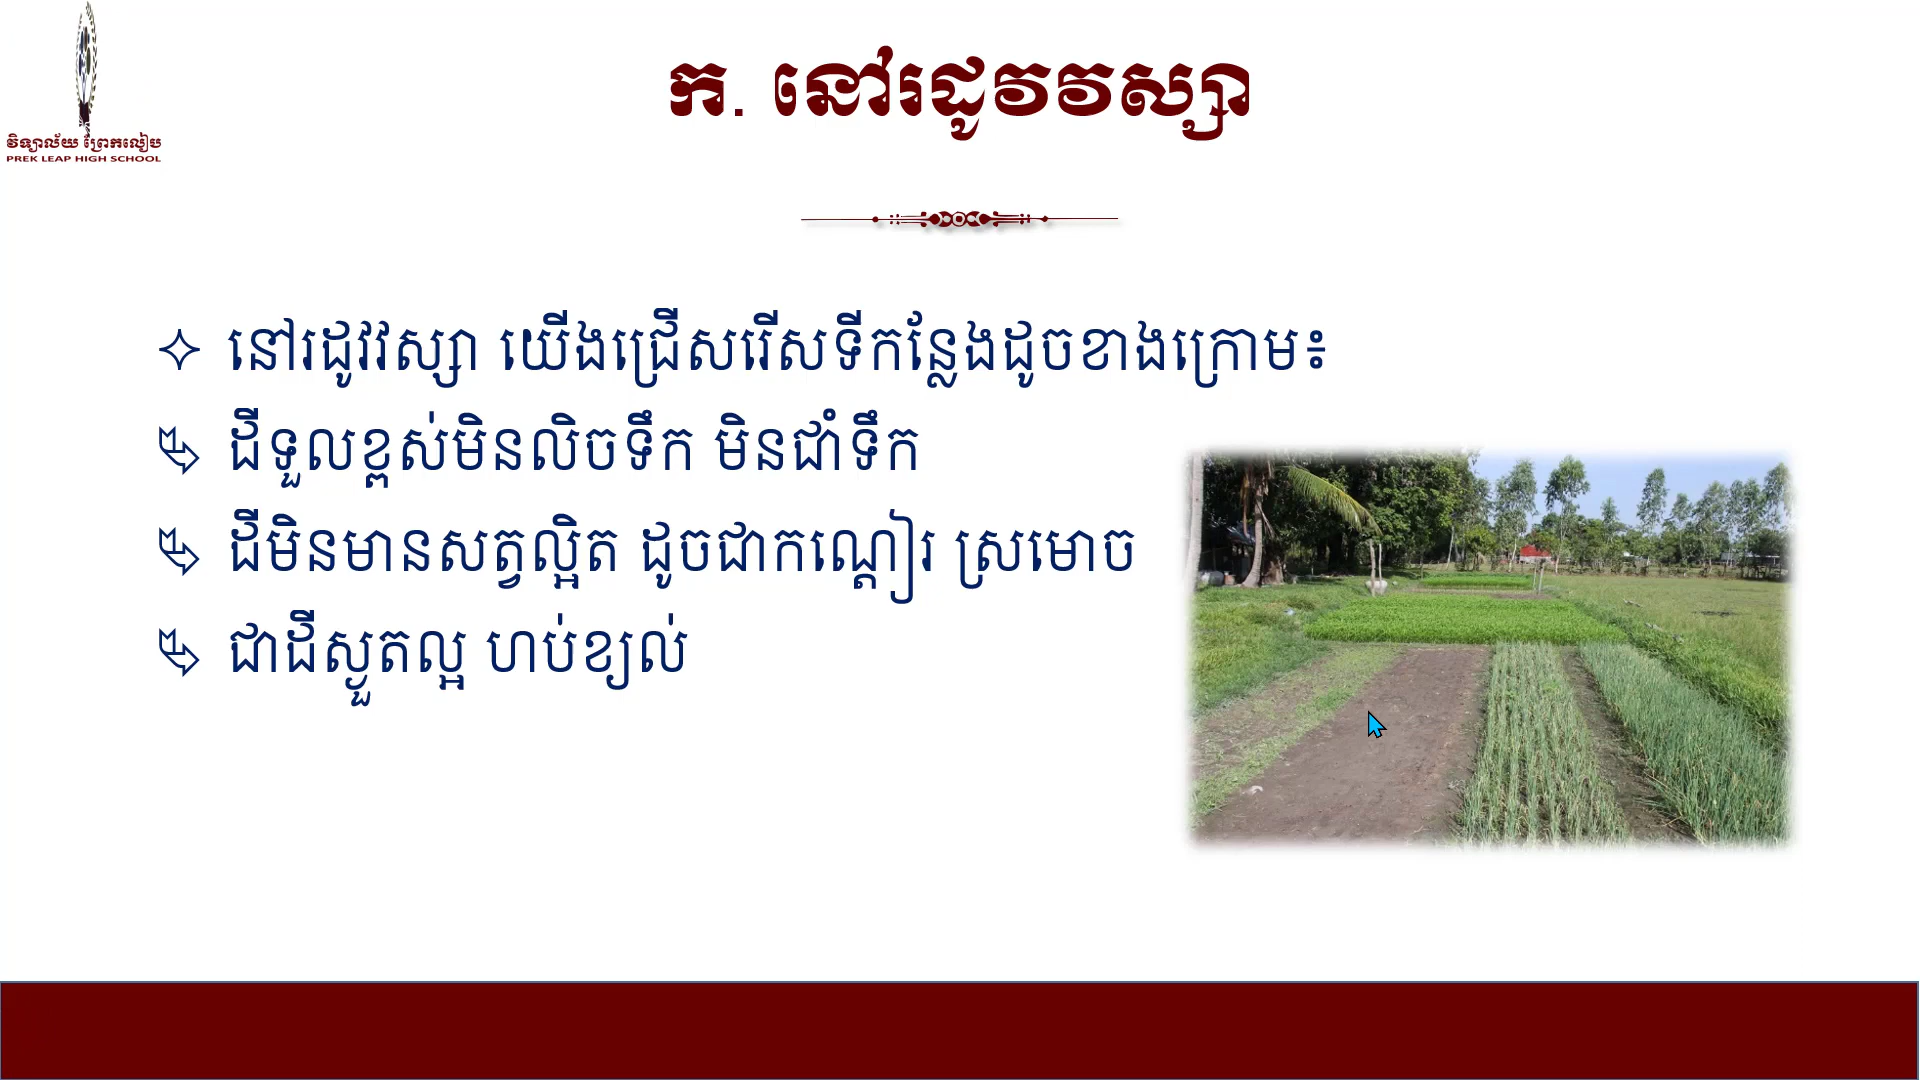 វិទ្យាល័យ ព្រែកលៀប
PREK LEAP HIGH SCHOOL
ក. នៅរដូវវស្សា
នៅរដូវវស្សា យើងជ្រើសរើសទីកន្លែងដូចខាងក្រោម៖
ដីទួលខ្ពស់មិនលិចទឹក មិនជាំទឹក
ដីមិនមានសត្វល្អិត ដូចជាកណ្ដៀរ ស្រមោច
ជាដីស្ងួតល្អ ហប់ខ្យល់